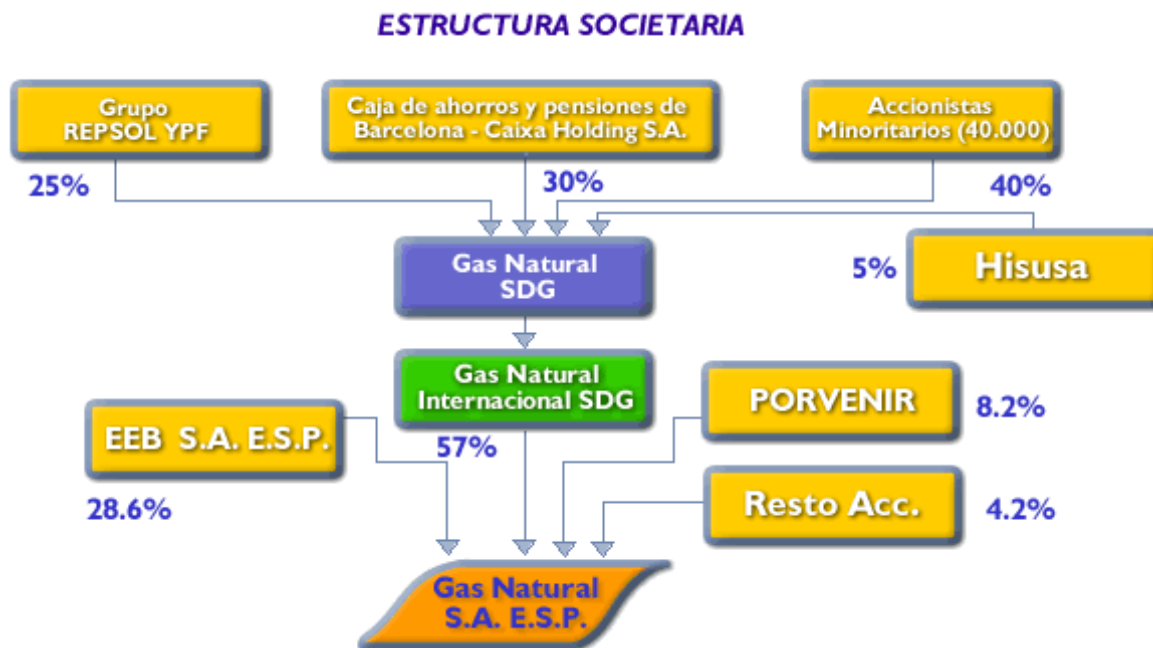 ESTRUCTURA SOCIETARIA
Grupo
REPSOL YPF
Caja de ahorros y pensiones de
Barcelona - Caixa Holding S.A.
Accionistas
Minoritarios (40.000)
25%
30%
40%
Gas Natural
SDG
5%
Hisusa
Gas Natural
Internacional SDG
PORVENIR
8.2%
EEB S.A. E.S.P.
57%
28.6%
Resto Acc.
4.2%
Gas Natural
S.A. E.S.P.